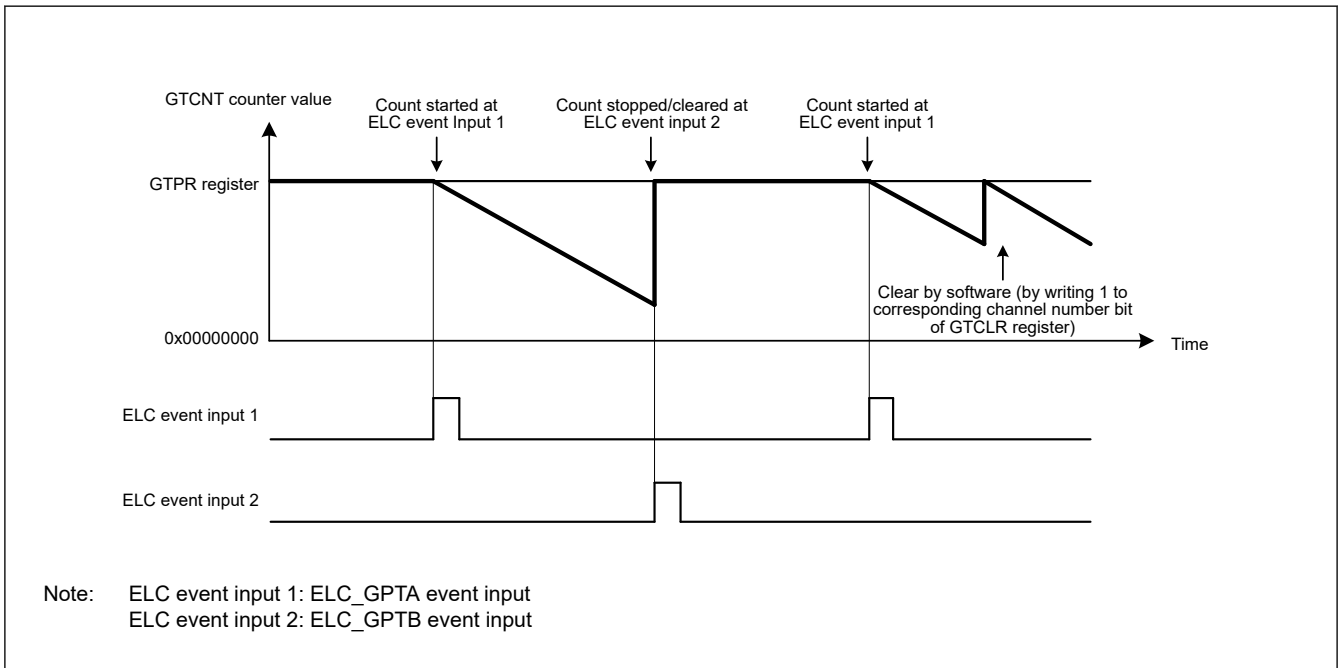 GTCNT counter value
Count started at
ELC event Input 1
Count stopped/cleared at
ELC event input 2
Count started at
ELC event input 1
GTPR register
Clear by software (by writing 1 to
corresponding channel number bit
of GTCLR register)
0x00000000
Time
ELC event input 1
ELC event input 2
Note: ELC event input 1: ELC_GPTA event input
ELC event input 2: ELC_GPTB event input